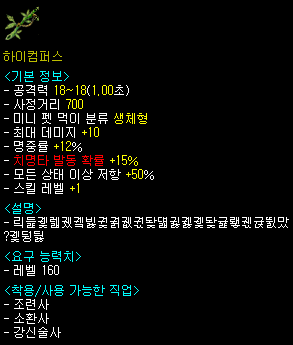 하이컴퍼스
<기본 정보>
- 공격력 18~18(1.00초)
- 사정거리 700
- 미니 펫 먹이 분류 생체형
- 최대 데미지 +10
- 명중률 +12%
- 치명타 발동 확률 +15%
- 모든 상태 이상 저항 +50%
- 스킬 레벨 +1
<설명>
<요구 능력치>
- 레벨 160
<착용/사용 가능한 직업>
- 조련사
- 소환사
- 강신술사